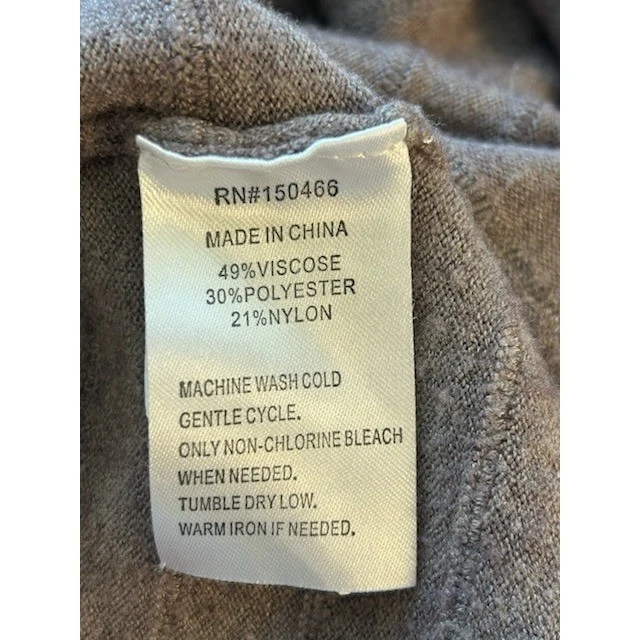 RN#150466
MADE IN CHINA
49%VISCOSE
30%POLYESTER
21%NYLON
MACHINE WASH COLD
GENTLE CYCLE.
ONLY NON-CHLORINE BLEACH
WHEN NEEDED.
TUMBLE DRY LOW.
WARM IRON IF NEEDED.